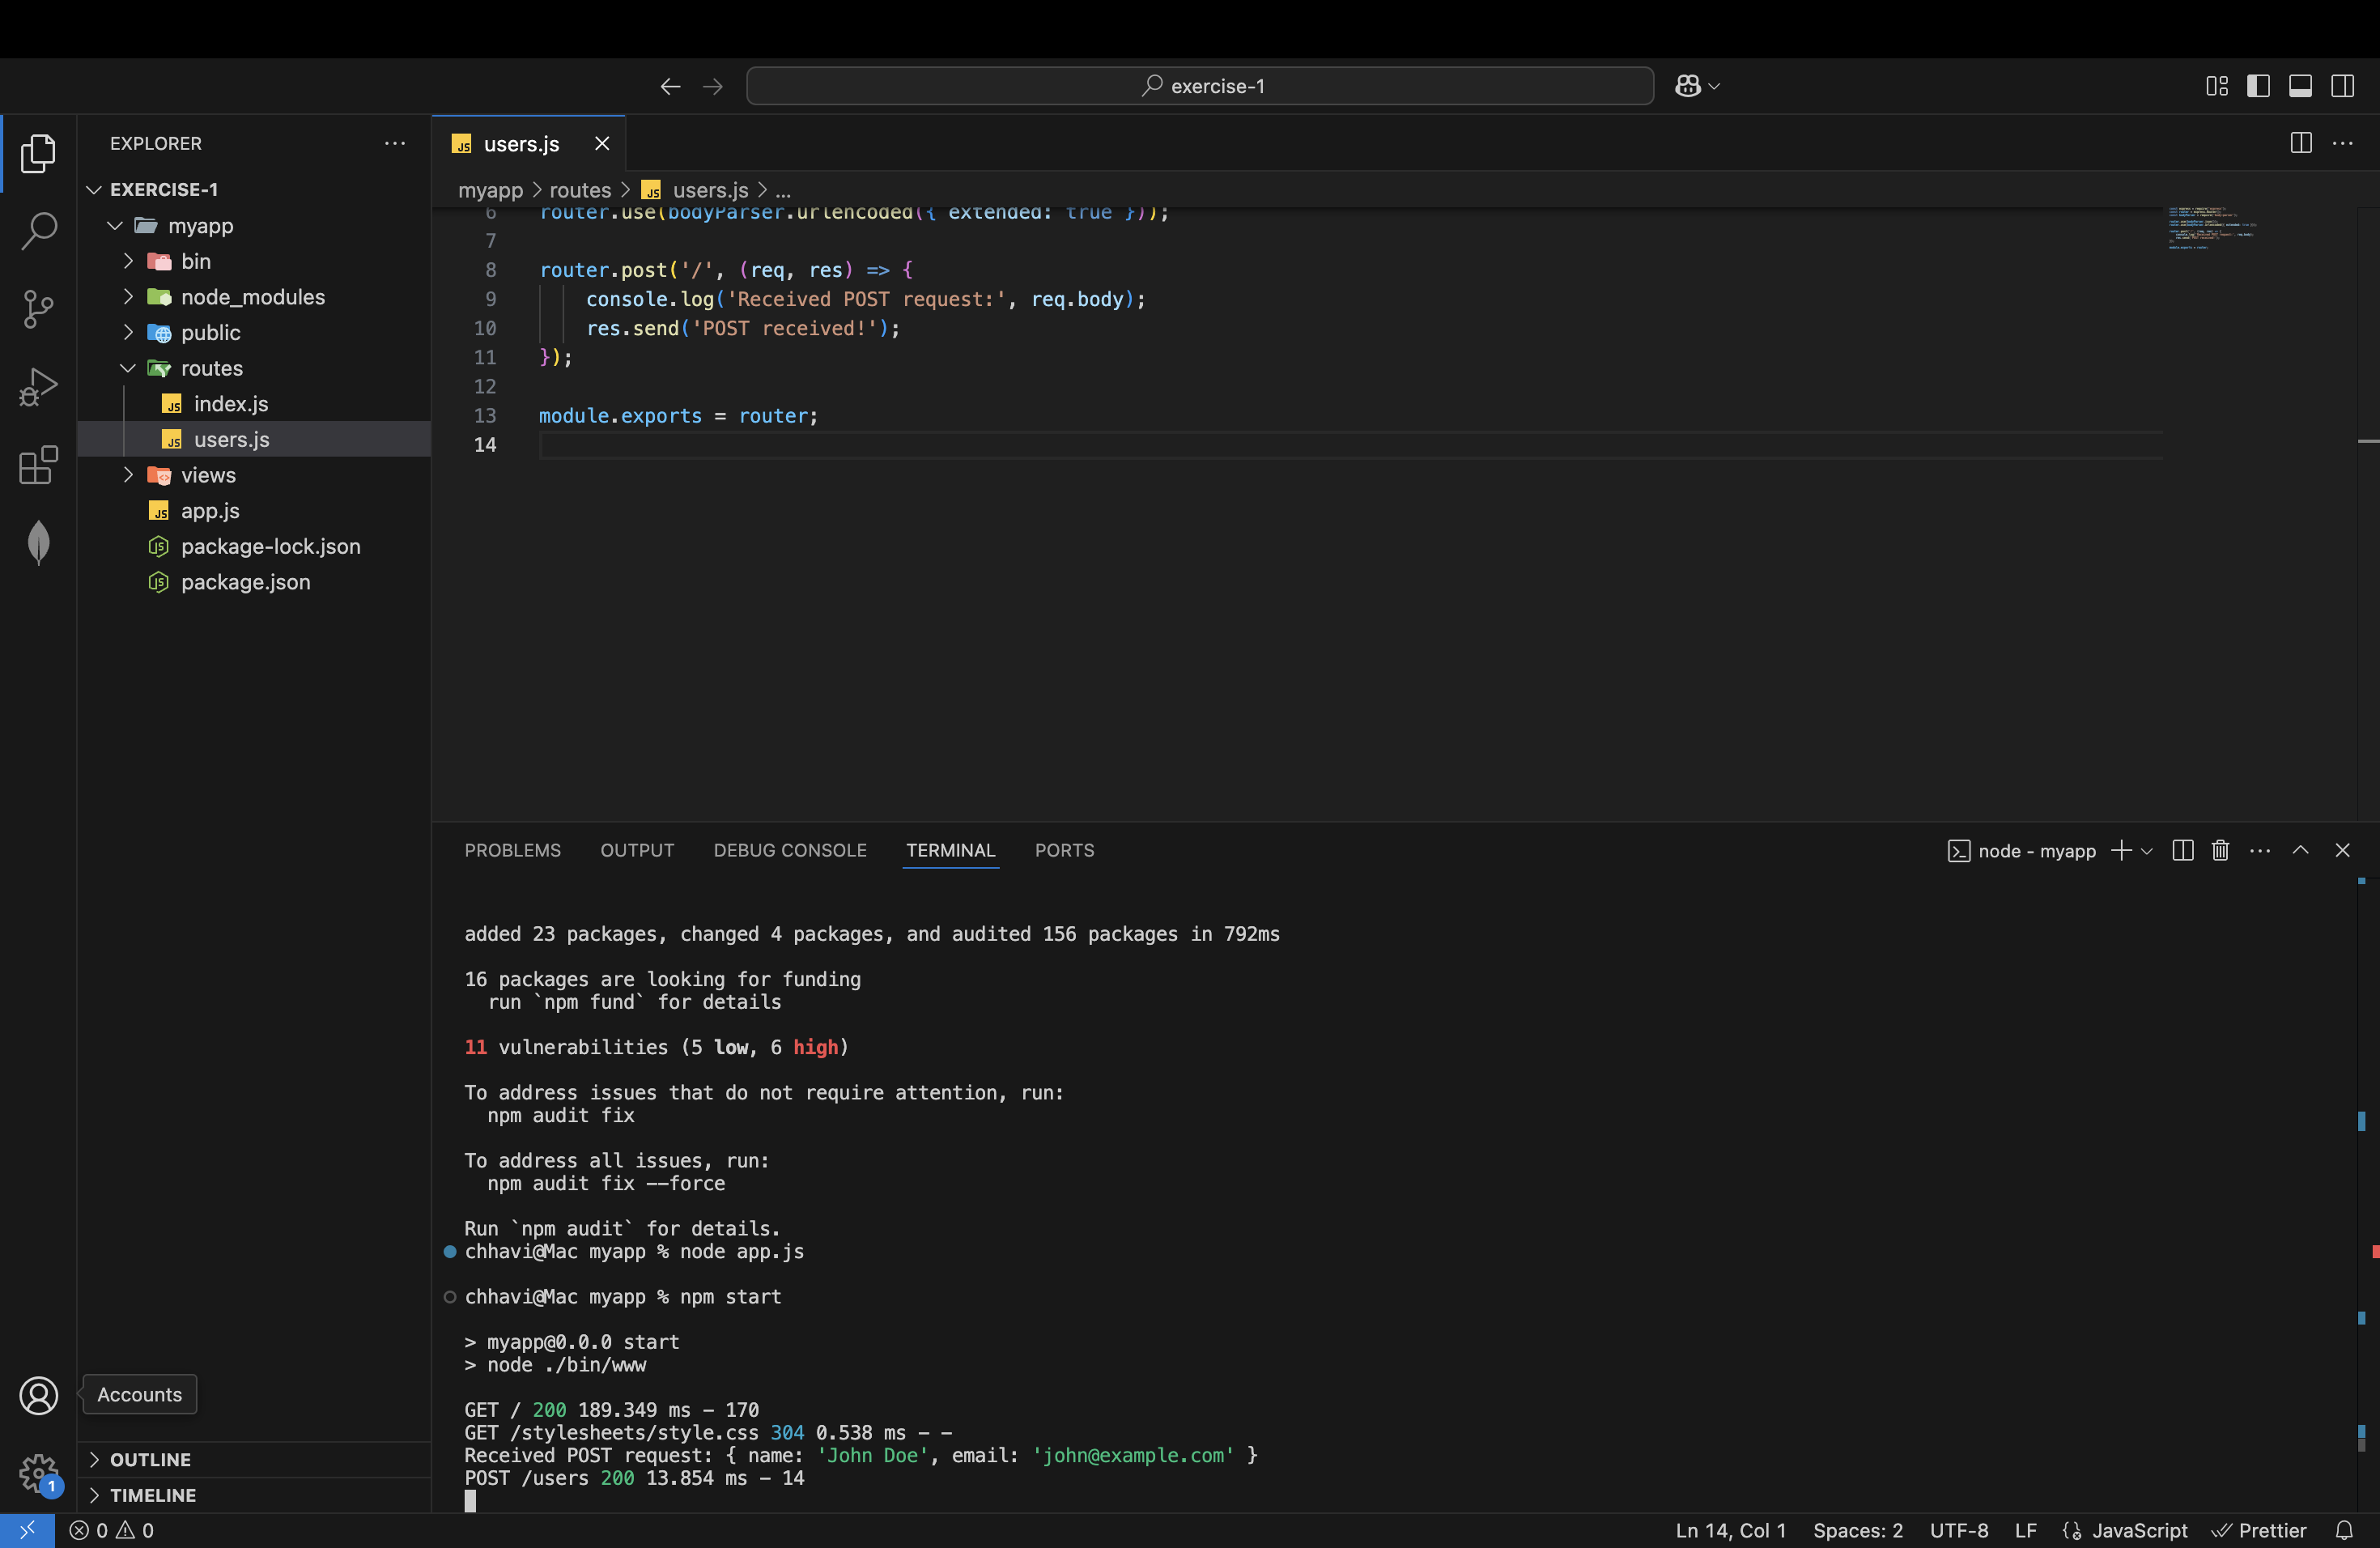 exercise-1
EXPLORER
users.js
EXERCISE-1
myapp > routes > users.js > ...
myapp
bin
node_modules
public
routes
index.js
users.js
views
app.js
package-lock.json
package.json
6 router.use(bodyParser.urlencoded({ extended: true }));
7
8 router.post('/', (req, res) => {
9 console.log('Received POST request:', req.body);
10 res.send('POST received!');
11 });
12
13 module.exports = router;
14
PROBLEMS OUTPUT DEBUG CONSOLE TERMINAL PORTS
node - myapp
added 23 packages, changed 4 packages, and audited 156 packages in 792ms
16 packages are looking for funding
run `npm fund` for details
11 vulnerabilities (5 low, 6 high)
To address issues that do not require attention, run:
npm audit fix
To address all issues, run:
npm audit fix --force
Run `npm audit` for details.
chhavi@Mac myapp % node app.js
chhavi@Mac myapp % npm start
> myapp@0.0.0 start
> node ./bin/www
GET / 200 189.349 ms - 170
GET /stylesheets/style.css 304 0.538 ms - -
Received POST request: { name: 'John Doe', email: 'john@example.com' }
POST /users 200 13.854 ms - 14
Accounts
OUTLINE
1
TIMELINE
0 0
Ln 14, Col 1 Spaces: 2 UTF-8 LF JavaScript Prettier